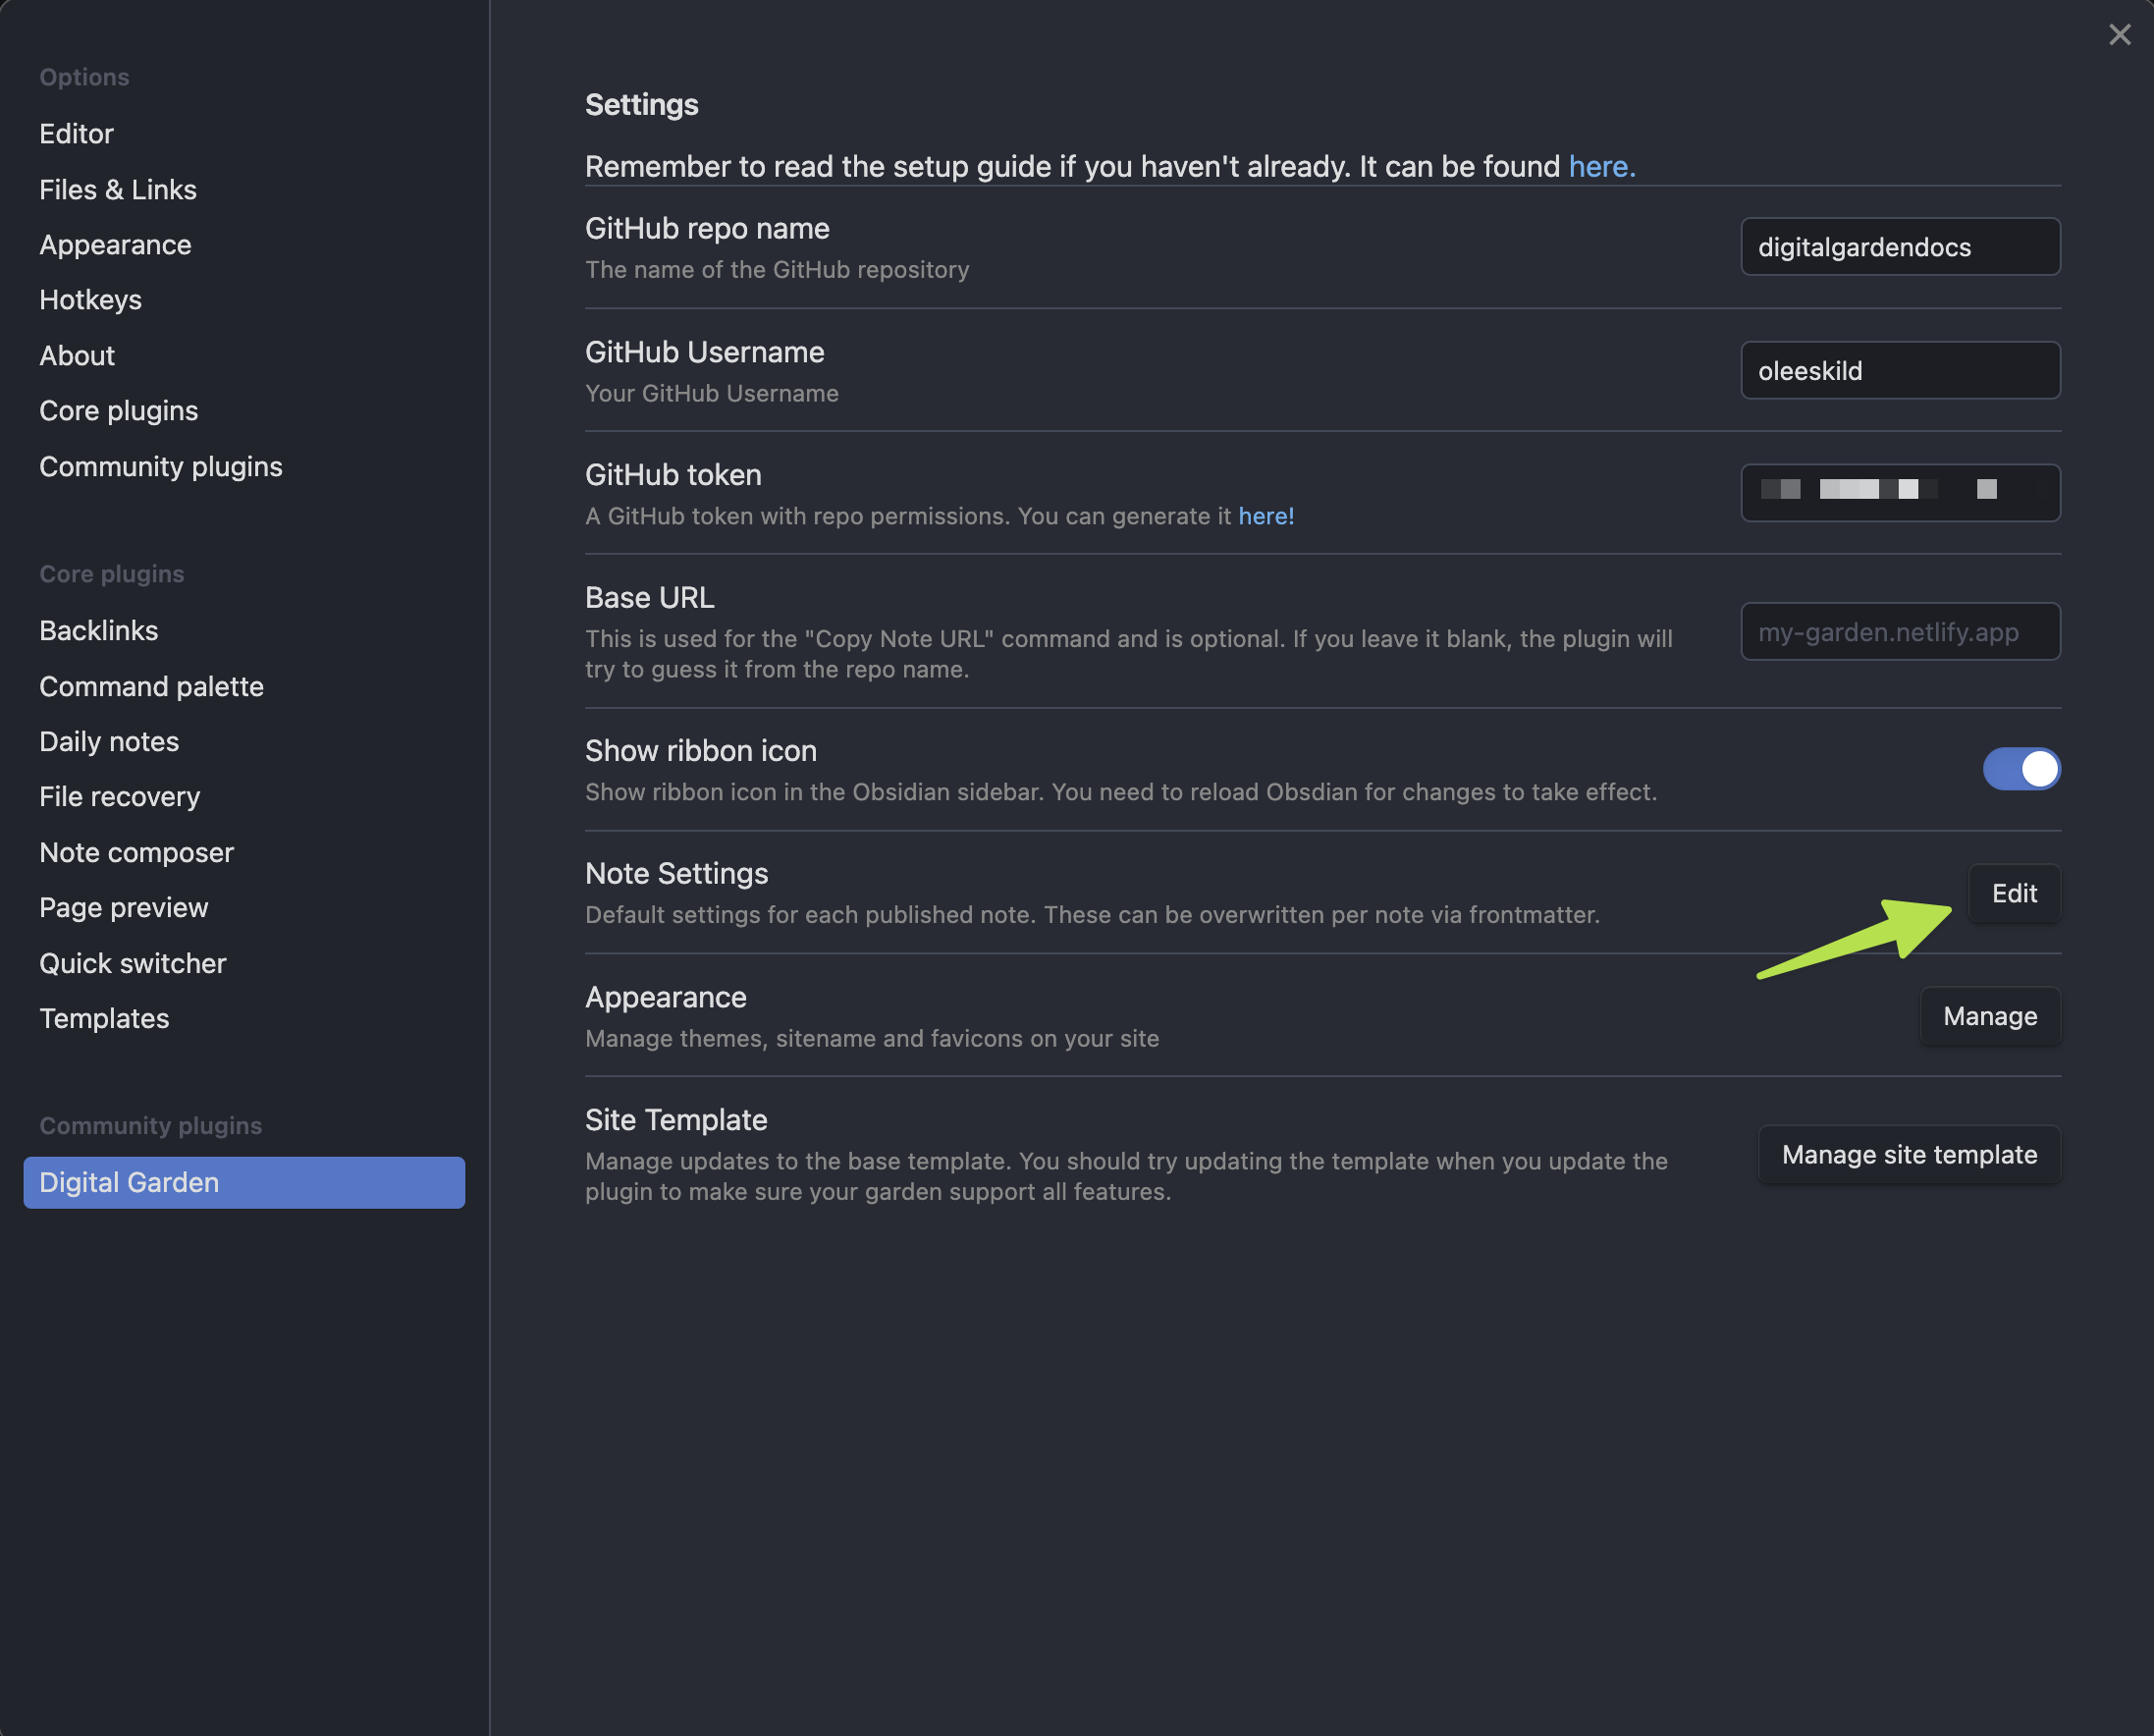 Options
Editor
Files & Links
Appearance
Hotkeys
About
Core plugins
Community plugins
Core plugins
Backlinks
Command palette
Daily notes
File recovery
Note composer
Page preview
Quick switcher
Templates
Community plugins
Digital Garden
Settings
Remember to read the setup guide if you haven't already. It can be found here.
GitHub repo name
The name of the GitHub repository
digitalgardendocs
GitHub Username
Your GitHub Username
oleeskild
GitHub token
A GitHub token with repo permissions. You can generate it here!
Base URL
This is used for the "Copy Note URL" command and is optional. If you leave it blank, the plugin will
try to guess it from the repo name.
my-garden.netlify.app
Show ribbon icon
Show ribbon icon in the Obsidian sidebar. You need to reload Obsdian for changes to take effect.
Note Settings
Default settings for each published note. These can be overwritten per note via frontmatter.
Edit
Appearance
Manage themes, sitename and favicons on your site
Manage
Site Template
Manage updates to the base template. You should try updating the template when you update the
plugin to make sure your garden support all features.
Manage site template